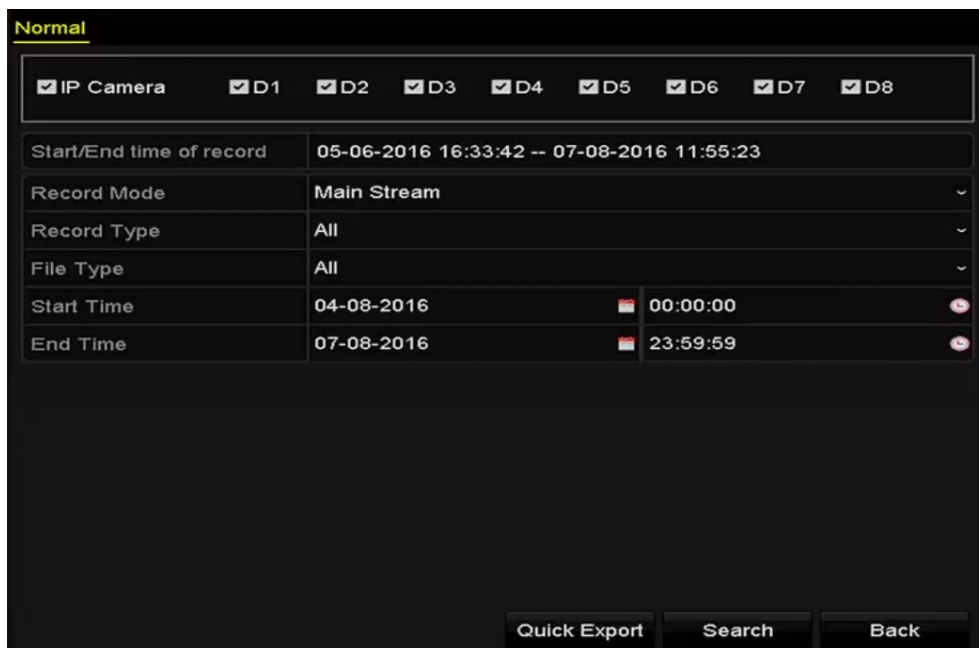 Normal
IP Camera D1 D2 D3 D4 D5 D6 D7 D8
Start/End time of record 05-06-2016 16:33:42 -- 07-08-2016 11:55:23
Record Mode Main Stream
Record Type All
File Type All
Start Time 04-08-2016 00:00:00
End Time 07-08-2016 23:59:59
Quick Export Search Back